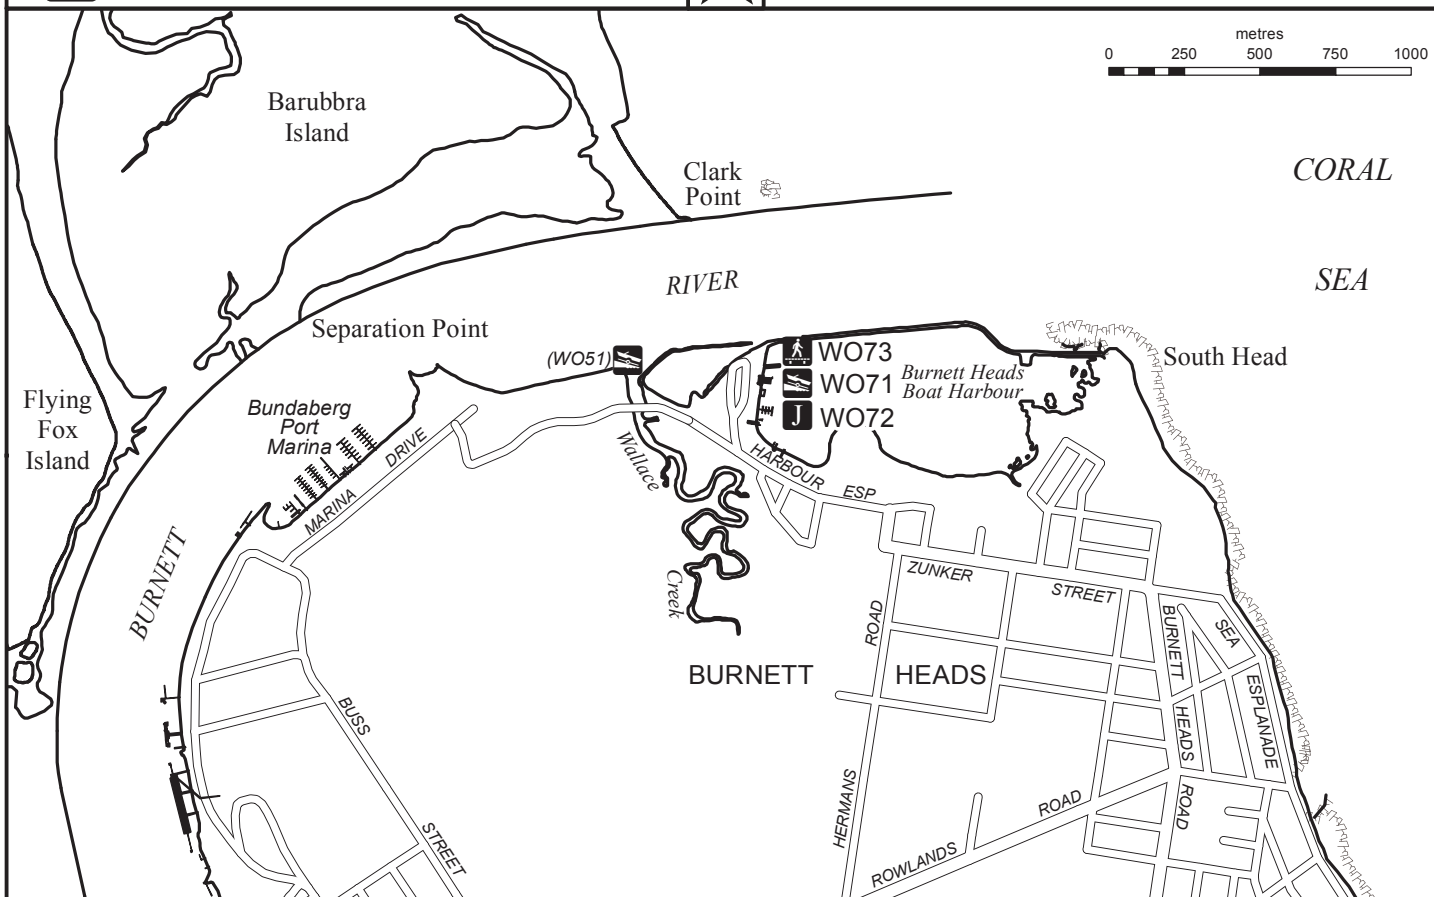 metres
0 250 500 750 1000
Barubbra
Island
Clark
Point
CORAL
SEA
RIVER
Separation Point
(WO51)
WO73
WO71
J WO72
Burnett Heads
Boat Harbour
South Head
Flying
Fox
Island
Bundaberg
Port
Marina
MARINA DRIVE
Wallace
Creek
HARBOUR ESP
BURNETT
ZUNKER STREET
ROAD
HERMANS
BURNETT HEADS
BURNETT
HEADS
ROAD
SEA
ESPLANADE
BUSS
STREET
ROWLANDS ROAD